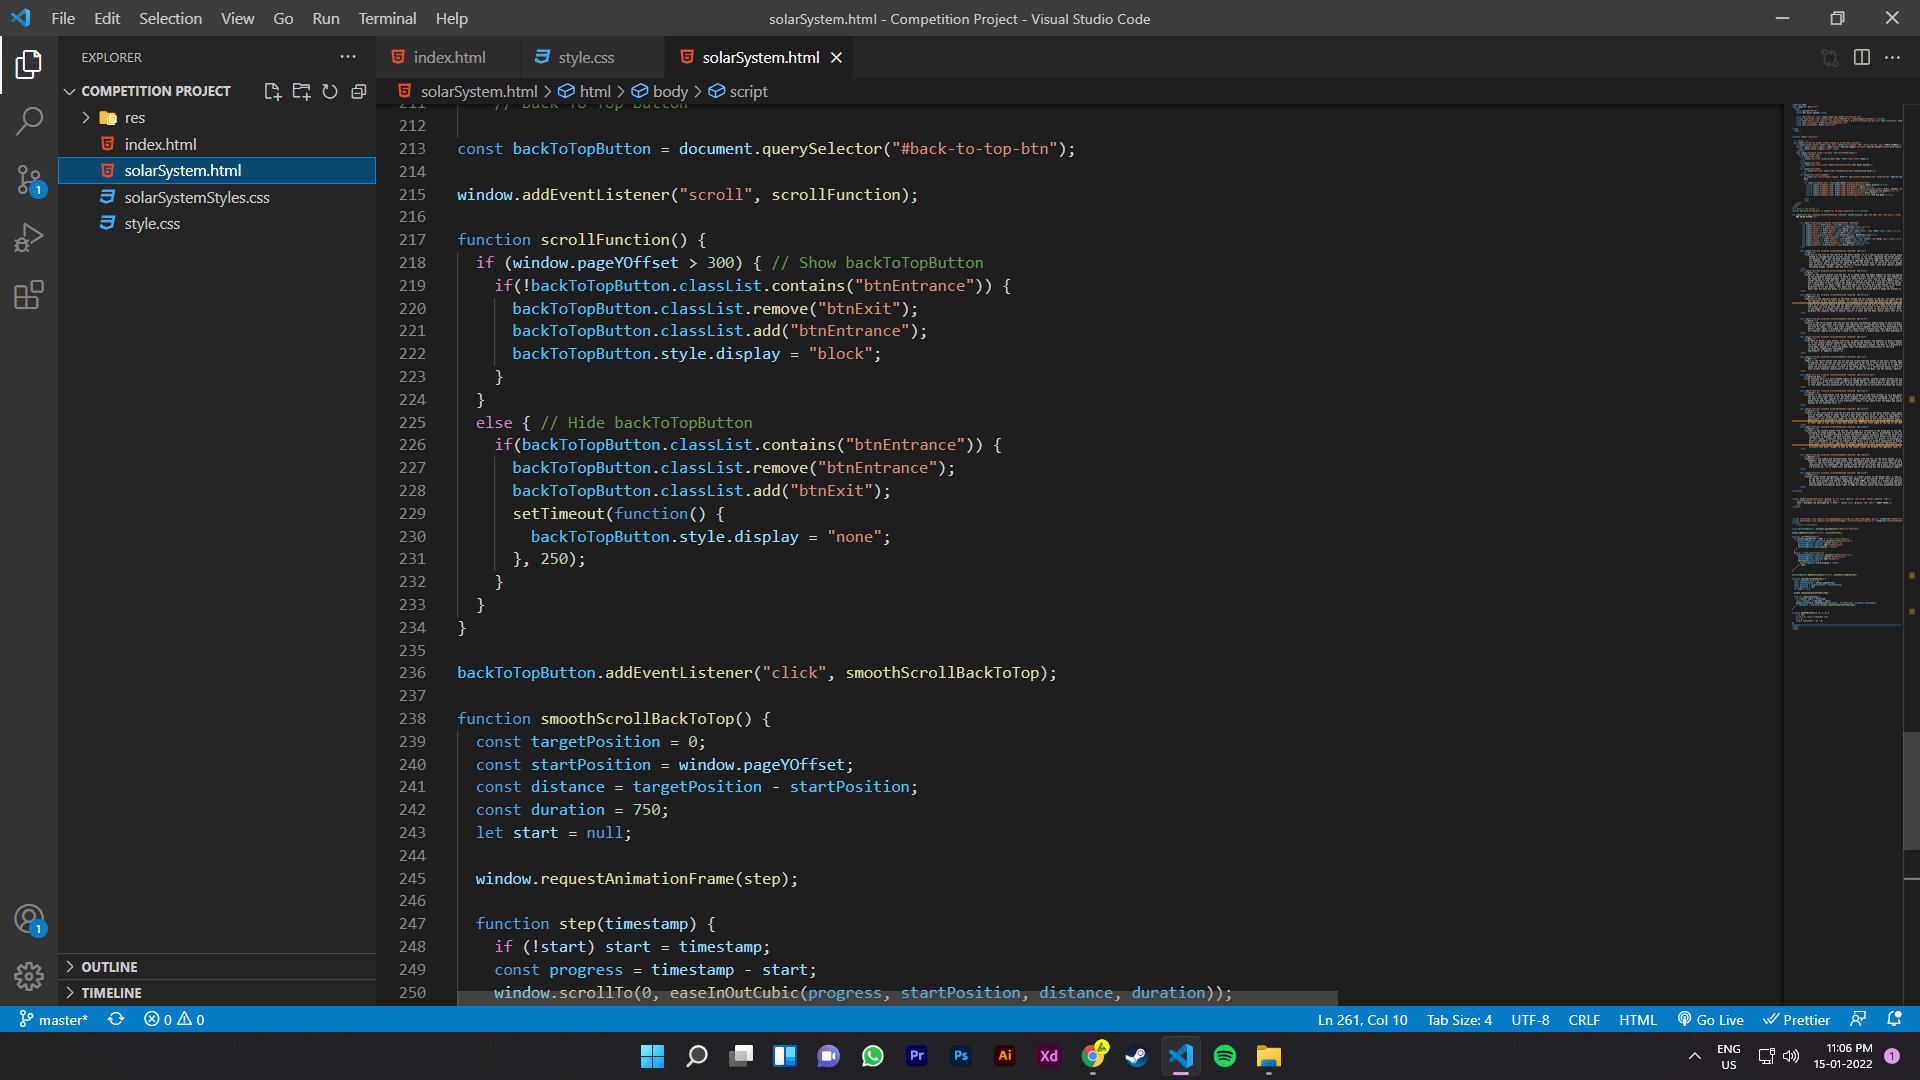 File Edit Selection View Go Run Terminal Help
solarSystem.html - Competition Project - Visual Studio Code
EXPLORER
COMPETITION PROJECT
res
index.html
solarSystem.html
solarSystemStyles.css
style.css
OUTLINE
TIMELINE
1
1
index.html style.css solarSystem.html
solarSystem.html > html > body > script
211 // Back To Top Button
212
213 const backToTopButton = document.querySelector("#back-to-top-btn");
214
215 window.addEventListener("scroll", scrollFunction);
216
217 function scrollFunction() {
218 if (window.pageYOffset > 300) { // Show backToTopButton
219 if(!backToTopButton.classList.contains("btnEntrance")) {
220 backToTopButton.classList.remove("btnExit");
221 backToTopButton.classList.add("btnEntrance");
222 backToTopButton.style.display = "block";
223 }
224 }
225 else { // Hide backToTopButton
226 if(backToTopButton.classList.contains("btnEntrance")) {
227 backToTopButton.classList.remove("btnEntrance");
228 backToTopButton.classList.add("btnExit");
229 setTimeout(function() {
230 backToTopButton.style.display = "none";
231 }, 250);
232 }
233 }
234 }
235
236 backToTopButton.addEventListener("click", smoothScrollBackToTop);
237
238 function smoothScrollBackToTop() {
239 const targetPosition = 0;
240 const startPosition = window.pageYOffset;
241 const distance = targetPosition - startPosition;
242 const duration = 750;
243 let start = null;
244
245 window.requestAnimationFrame(step);
246
247 function step(timestamp) {
248 if (!start) start = timestamp;
249 const progress = timestamp - start;
250 window.scrollTo(0, easeInOutCubic(progress, startPosition, distance, duration));
master* 0 0 Ln 261, Col 10 Tab Size: 4 UTF-8 CRLF HTML Go Live Prettier
Pr Ps Ai Xd
ENG
US
11:06 PM
15-01-2022
1